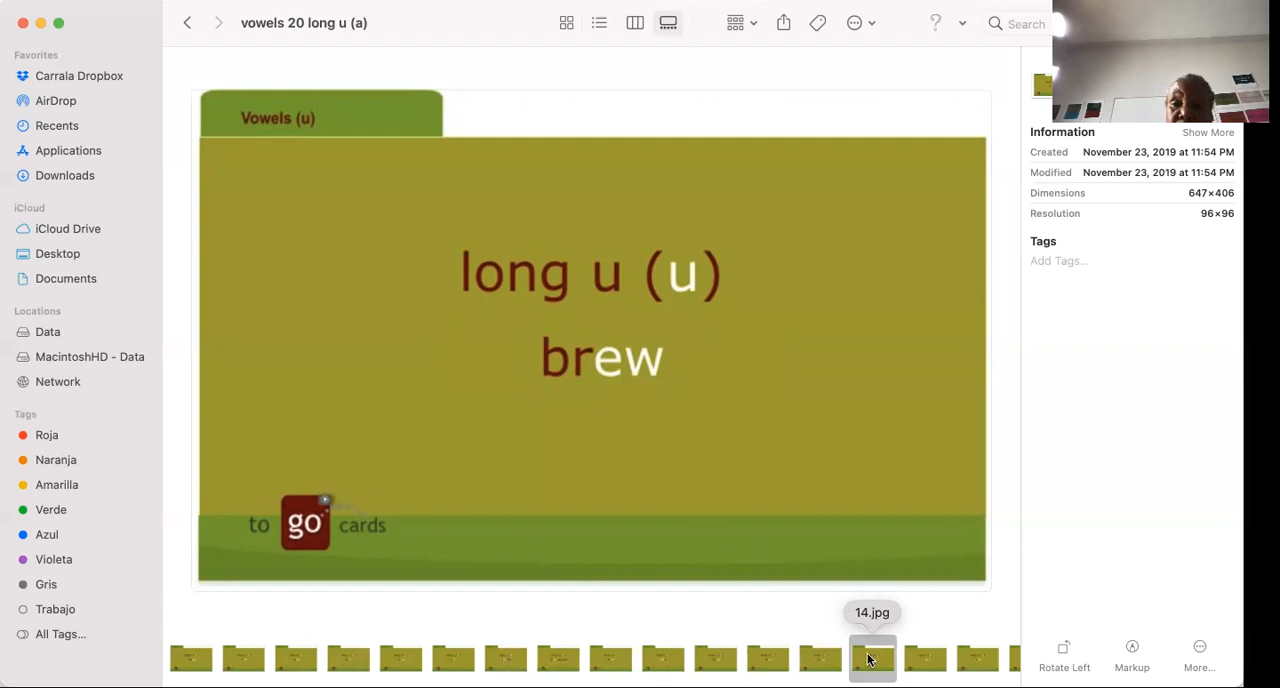 vowels 20 long u (a)
Search
Favorites
Carrala Dropbox
AirDrop
Recents
Applications
Downloads
iCloud
iCloud Drive
Desktop
Documents
Locations
Data
MacintoshHD - Data
Network
Tags
Roja
Naranja
Amarilla
Verde
Azul
Violeta
Gris
Trabajo
All Tags...
Vowels (u)
long u (u)
brew
to go cards
14.jpg
Information Show More
Created November 23, 2019 at 11:54 PM
Modified November 23, 2019 at 11:54 PM
Dimensions 647×406
Resolution 96×96
Tags
Add Tags...
Rotate Left Markup More...